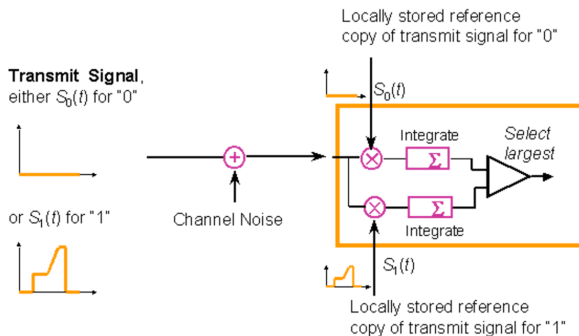 Locally stored reference
copy of transmit signal for "0"
Transmit Signal,
either S₀(t) for "0"
S₀(t)
Integrate
Select
largest
Σ
+
×
or S₁(t) for "1"
Channel Noise
×
Σ
Integrate
S₁(t)
Locally stored reference
copy of transmit signal for "1"